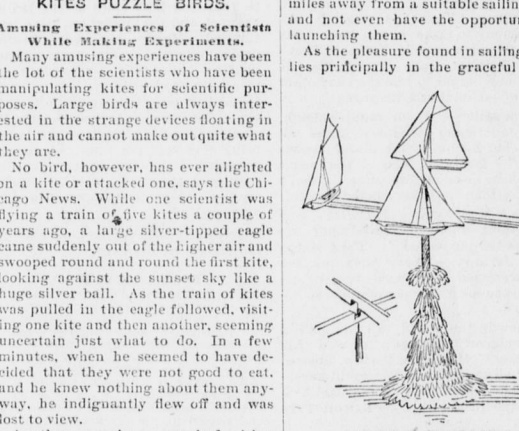 KITES PUZZLE BIRDS.
Amusing Experiences of Scientists
While Making Experiments.
Many amusing experiences have been
the lot of the scientists who have been
manipulating kites for scientific pur-
poses. Large birds are always inter-
ested in the strange devices floating in
the air and cannot make out quite what
they are.
No bird, however, has ever alighted
on a kite or attacked one, says the Chi-
cago News. While one scientist was
flying a train of five kites a couple of
years ago, a large silver-tipped eagle
came suddenly out of the higher air and
swooped round and round the first kite,
looking against the sunset sky like a
huge silver ball. As the train of kites
was pulled in the eagle followed, visit-
ing one kite and then another, seeming
uncertain just what to do. In a few
minutes, when he seemed to have de-
cided that they were not good to eat,
and he knew nothing about them any-
way, he indignantly flew off and was
lost to view.
miles away from a suitable sailin
and not even have the opportun
launching them.
As the pleasure found in sailing
lies principally in the graceful